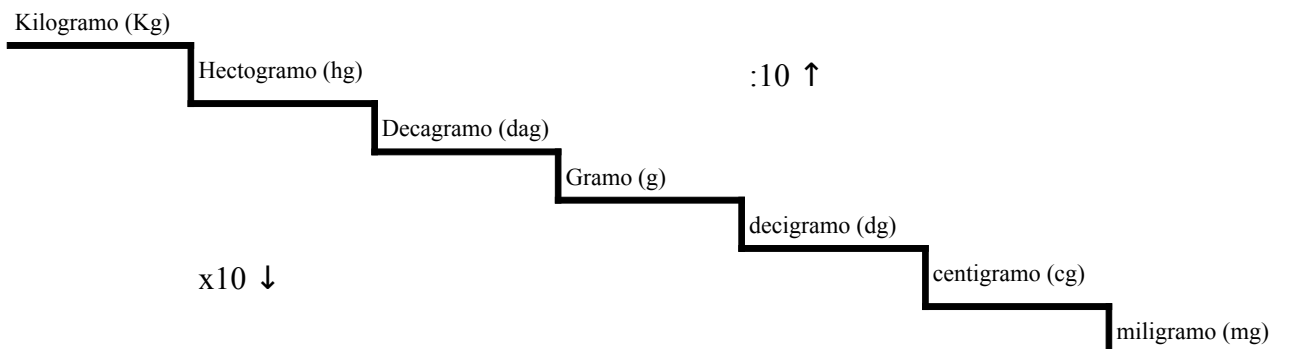 Kilogramo (Kg)
Hectogramo (hg)
:10 ↑
Decagramo (dag)
Gramo (g)
decigramo (dg)
x10 ↓
centigramo (cg)
miligramo (mg)